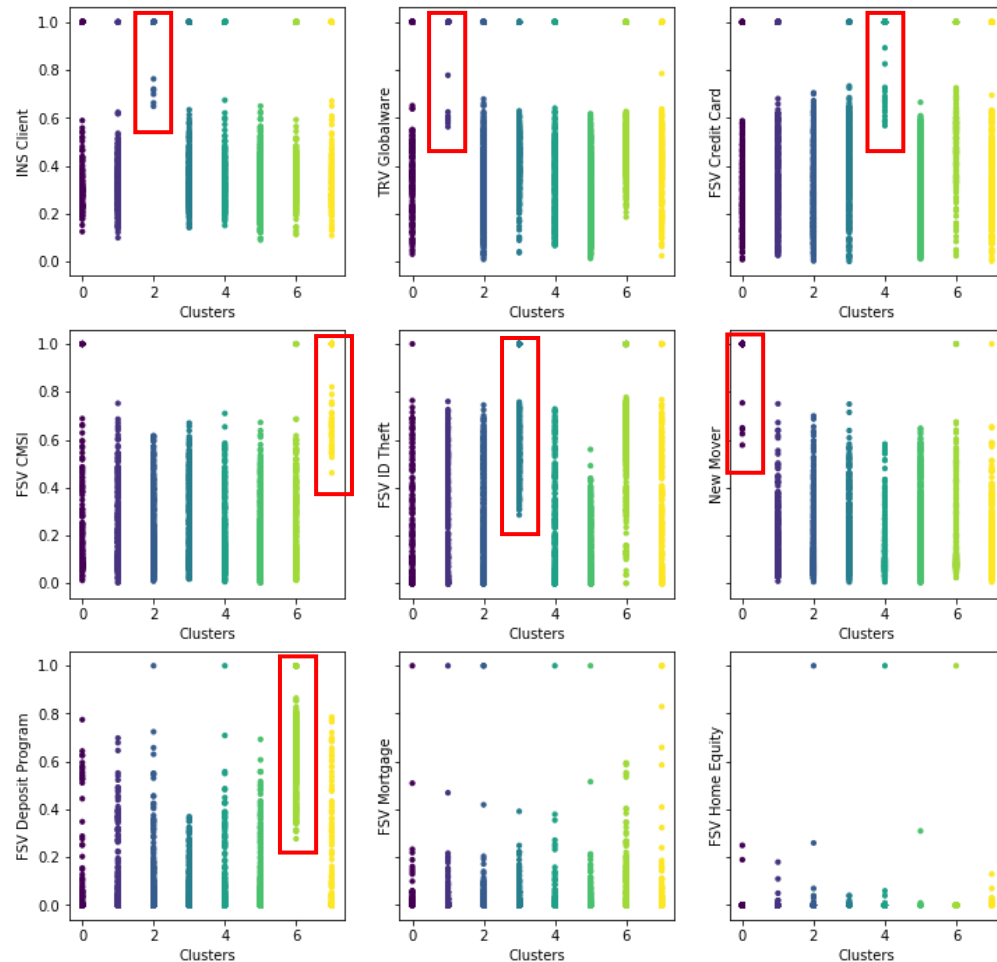 INS Client
1.0
0.8
0.6
0.4
0.2
0.0
0 2 4 6
Clusters
TRV Globalware
0 2 4 6
Clusters
FSV Credit Card
0 2 4 6
Clusters
FSV CMSI
1.0
0.8
0.6
0.4
0.2
0.0
0 2 4 6
Clusters
FSV ID Theft
0 2 4 6
Clusters
New Mover
0 2 4 6
Clusters
FSV Deposit Program
1.0
0.8
0.6
0.4
0.2
0.0
0 2 4 6
Clusters
FSV Mortgage
0 2 4 6
Clusters
FSV Home Equity
0 2 4 6
Clusters